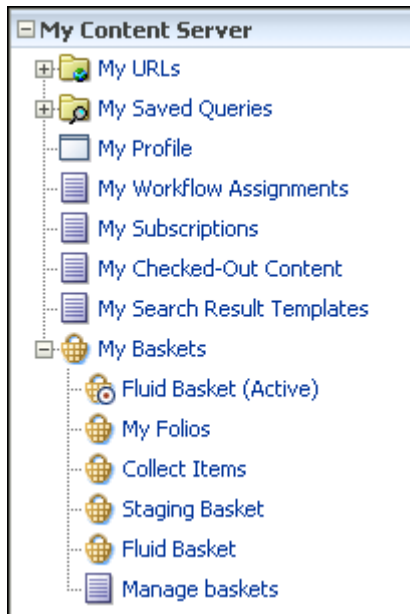 My Content Server
My URLs
My Saved Queries
My Profile
My Workflow Assignments
My Subscriptions
My Checked-Out Content
My Search Result Templates
My Baskets
Fluid Basket (Active)
My Folios
Collect Items
Staging Basket
Fluid Basket
Manage baskets